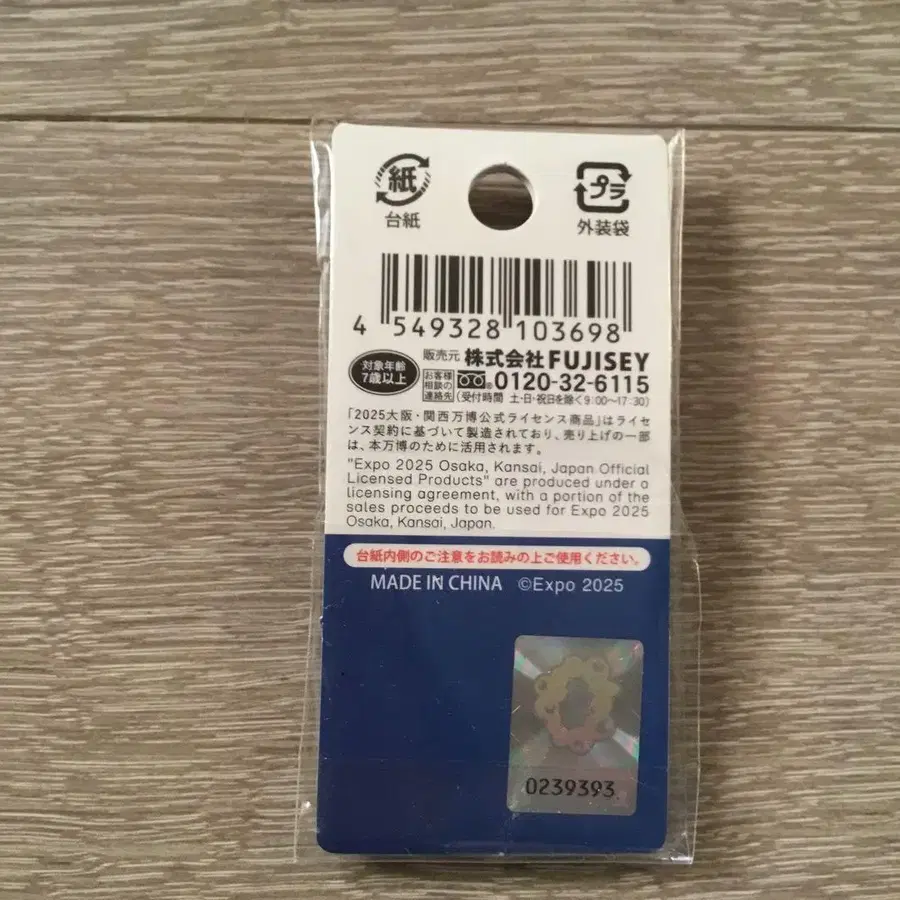 紙
プラ
台紙
外装袋
4 549328 103698
対象年齢
7歳以上
販売元 株式会社FUJISEY
お客様
相談の
連絡先
0120-32-6115
(受付時間 土・日・祝日を除く9:00〜17:30)
「2025大阪・関西万博公式ライセンス商品」はライセ
ンス契約に基づいて製造されており、売り上げの一部
は、本万博のために活用されます。
"Expo 2025 Osaka, Kansai, Japan Official
Licensed Products" are produced under a
licensing agreement, with a portion of the
sales proceeds to be used for Expo 2025
Osaka, Kansai, Japan.
台紙内側のご注意をお読みの上ご使用ください。
MADE IN CHINA ©Expo 2025
0239393